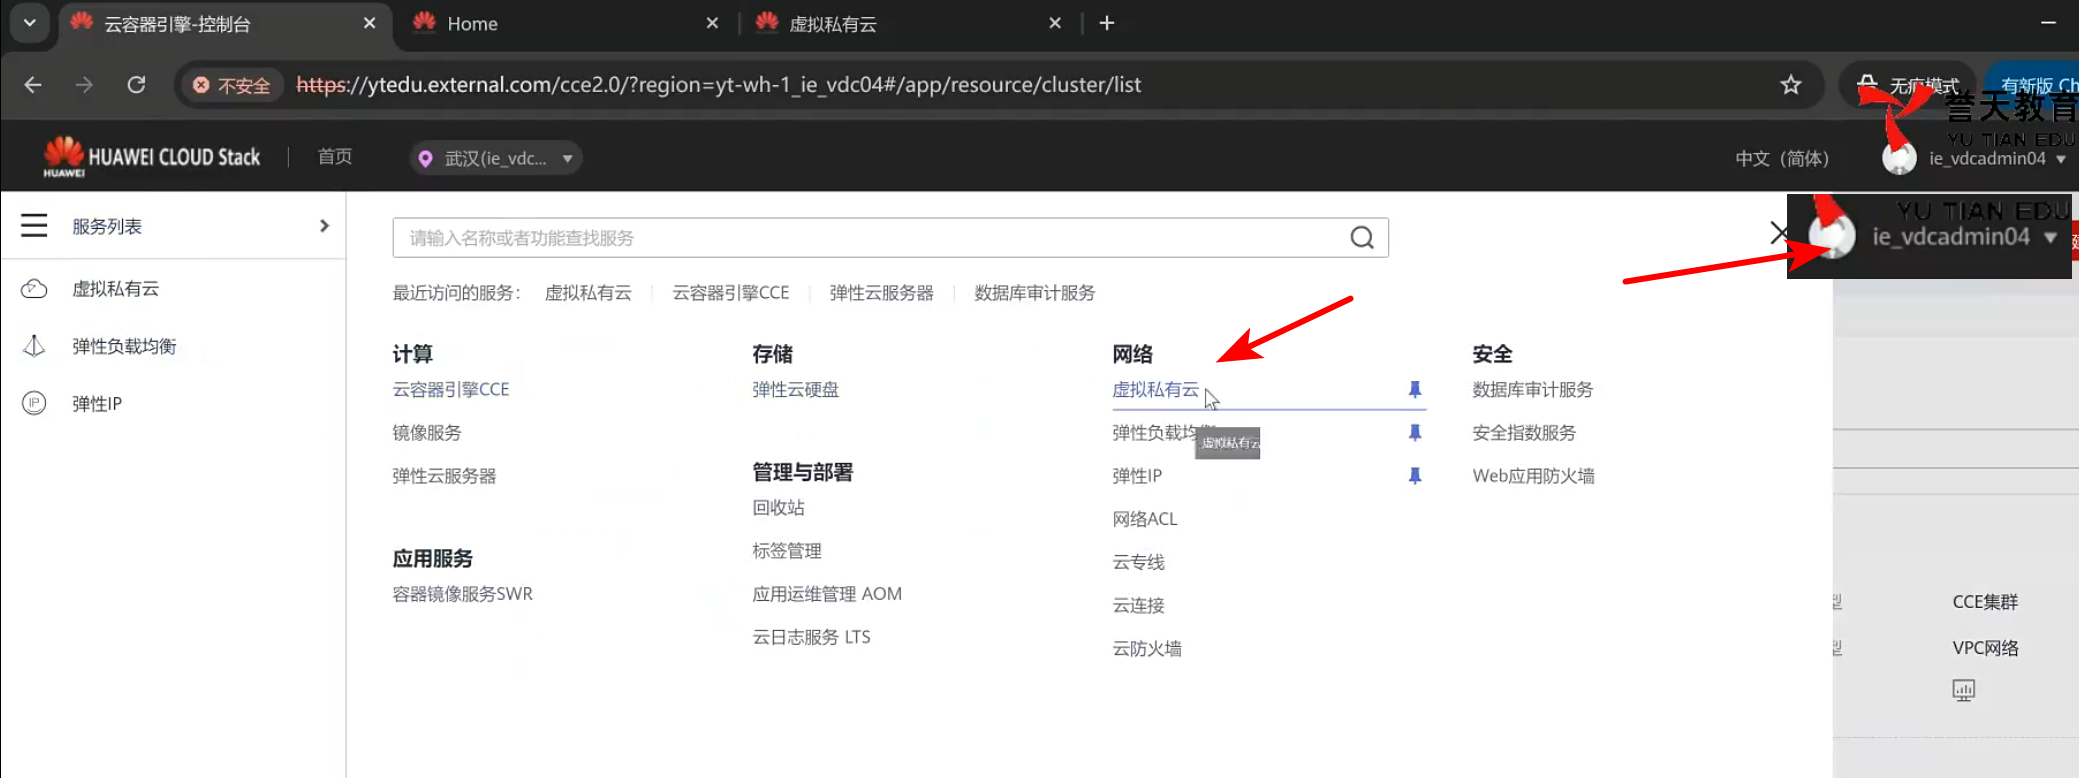 云容器引擎-控制台
Home
虚拟私有云
不安全 https://ytedu.external.com/cce2.0/?region=yt-wh-1_ie_vdc04#/app/resource/cluster/list
无痕模式
有新版 Ch
誉天教育
YU TIAN EDU
HUAWEI
HUAWEI CLOUD Stack
首页
武汉(ie_vdc...
中文 (简体)
ie_vdcadmin04
YU TIAN EDU
ie_vdcadmin04
服务列表
虚拟私有云
弹性负载均衡
IP
弹性IP
请输入名称或者功能查找服务
最近访问的服务: 虚拟私有云 云容器引擎CCE 弹性云服务器 数据库审计服务
计算
云容器引擎CCE
镜像服务
弹性云服务器
应用服务
容器镜像服务SWR
存储
弹性云硬盘
管理与部署
回收站
标签管理
应用运维管理 AOM
云日志服务 LTS
网络
虚拟私有云
弹性负载均衡
虚拟私有云
弹性IP
网络ACL
云专线
云连接
云防火墙
安全
数据库审计服务
安全指数服务
Web应用防火墙
型 CCE集群
型 VPC网络